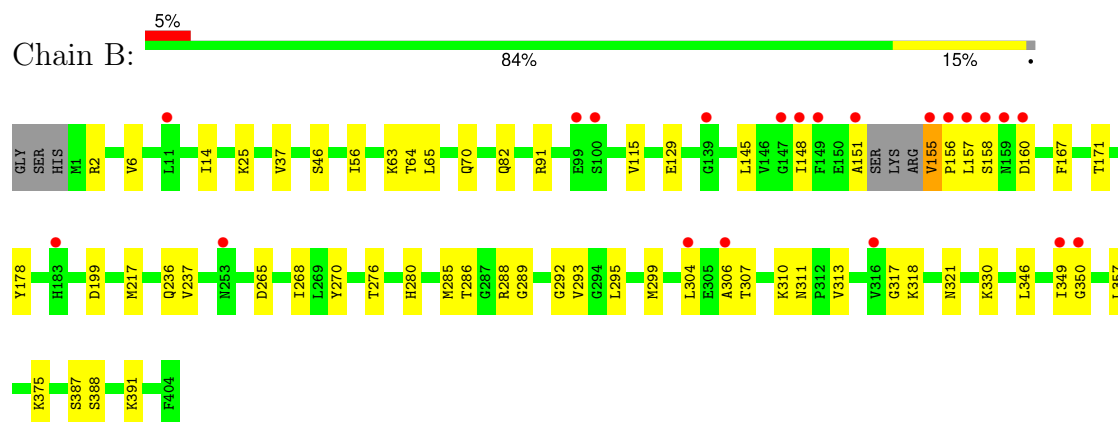 5%
Chain B:
84% 15% •
GLY SER HIS M1 R2 V6 L11 I14 K25 V37 S46 I56 K63 T64 L65 Q70 Q82 R91 E99 S100 V115 E129 G139 L145 V146 G147 I148 F149 E150 A151 SER LYS ARG V155 P156 L157 S158 N159 D160 F167 T171
Y178 H183 D199 M217 Q236 V237 N253 D265 I268 L269 Y270 T276 H280 M285 T286 G287 R288 G289 G292 V293 G294 L295 M299 L304 E305 A306 T307 K310 N311 P312 V313 V316 G317 K318 N321 K330 L346 I349 G350 L357
K375 S387 S388 K391 F404